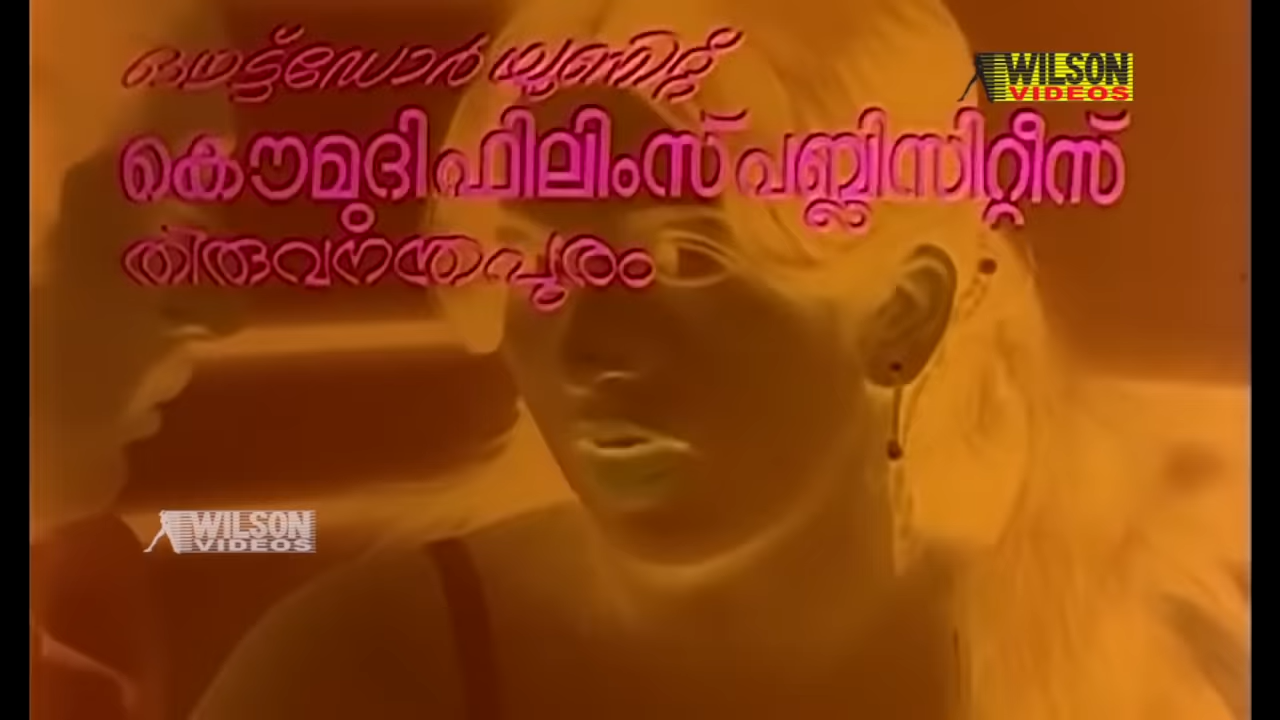 ഔട്ട്ഡോർ യൂണിറ്റ്
WILSON
VIDEOS
കൌമുദി ഫിലിംസ് പബ്ലിസിറ്റീസ്
തിരുവനന്തപുരം
WILSON
VIDEOS